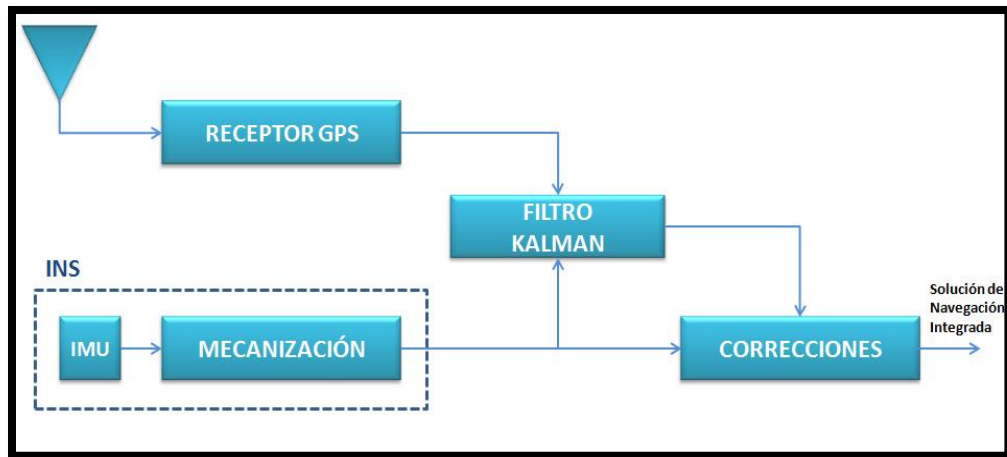 RECEPTOR GPS
FILTRO
KALMAN
INS
IMU
MECANIZACIÓN
CORRECCIONES
Solución de
Navegación
Integrada